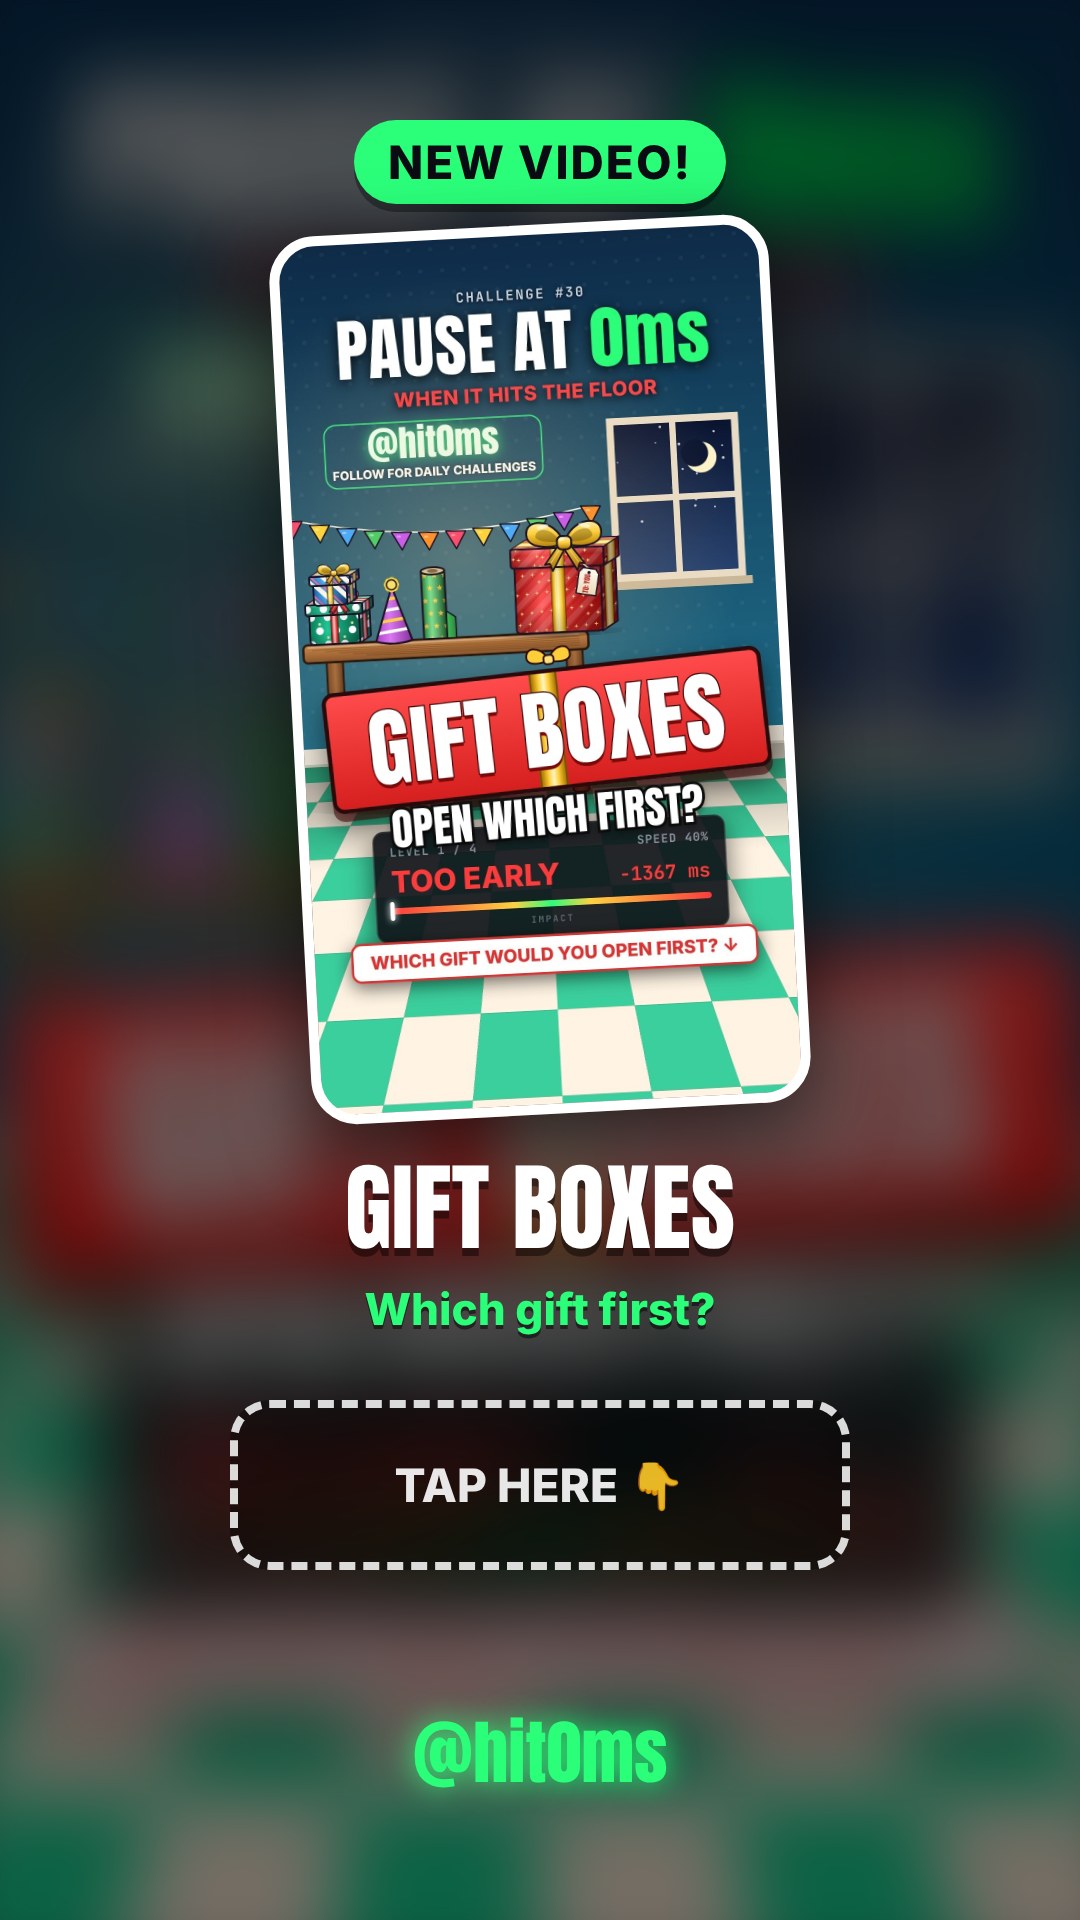 NEW VIDEO!
CHALLENGE #30
PAUSE AT 0ms
WHEN IT HITS THE FLOOR
@hit0ms
FOLLOW FOR DAILY CHALLENGES
TO: YOU
GIFT BOXES
OPEN WHICH FIRST?
LEVEL 1 / 4
SPEED 40%
TOO EARLY
-1367 ms
IMPACT
WHICH GIFT WOULD YOU OPEN FIRST? ↓
GIFT BOXES
Which gift first?
TAP HERE 👇
@hit0ms